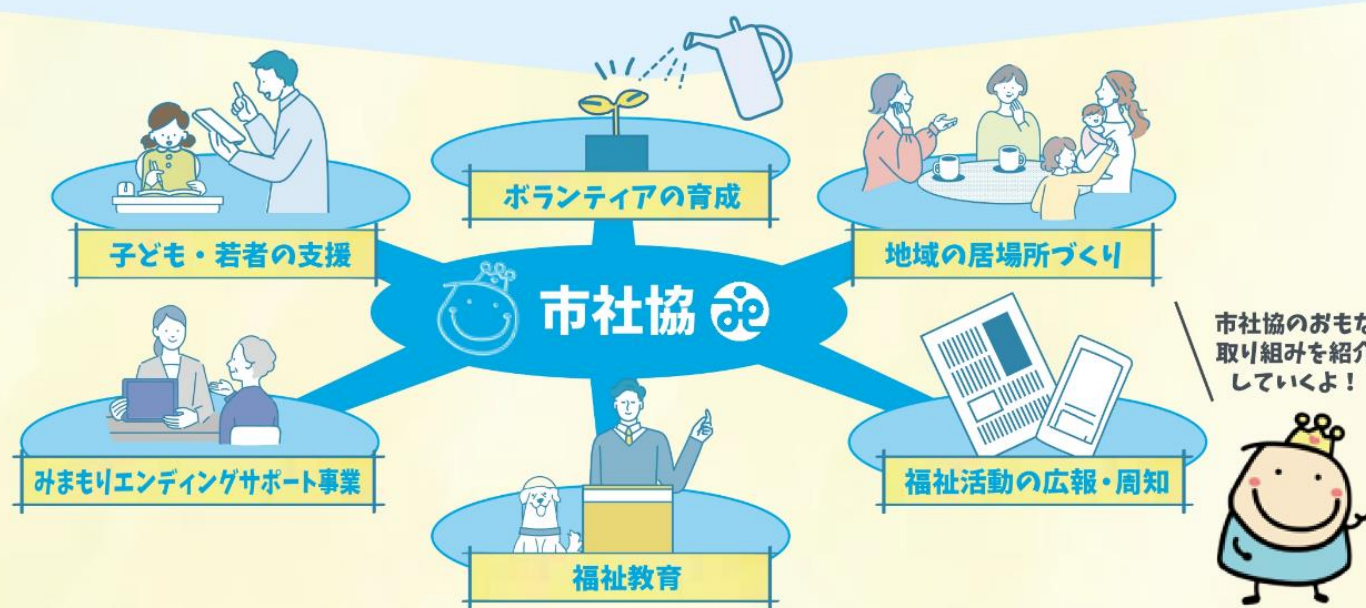 ボランティアの育成
子ども・若者の支援
地域の居場所づくり
市社協
市社協のおもな
取り組みを紹介
していくよ！
みまもりエンディングサポート事業
福祉活動の広報・周知
福祉教育